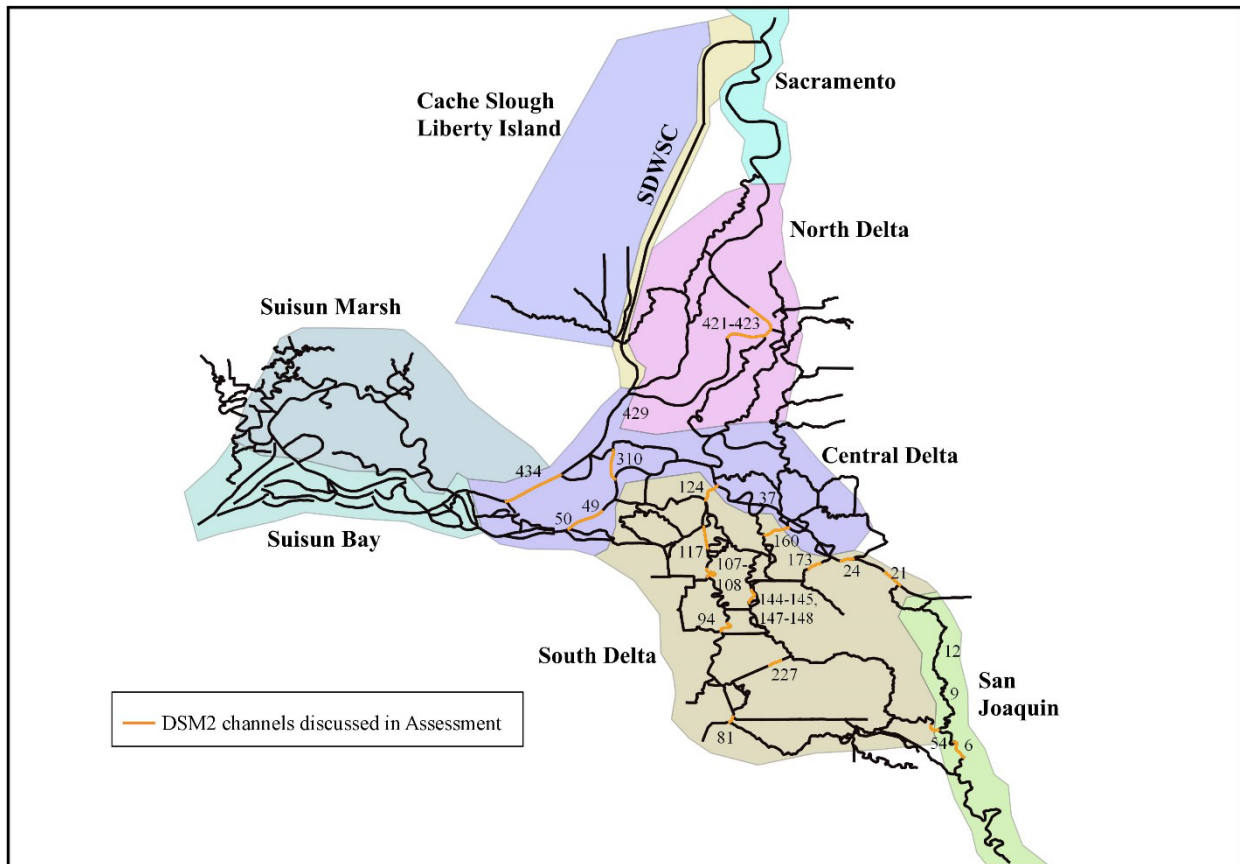 Sacramento
Cache Slough
Liberty Island
SDWSC
North Delta
421-423
Suisun Marsh
429
Central Delta
434
310
124
37
49
50
Suisun Bay
117
160
107-
108
173
24
21
144-145,
147-148
94
South Delta
12
227
9
San
Joaquin
DSM2 channels discussed in Assessment
81
54
6